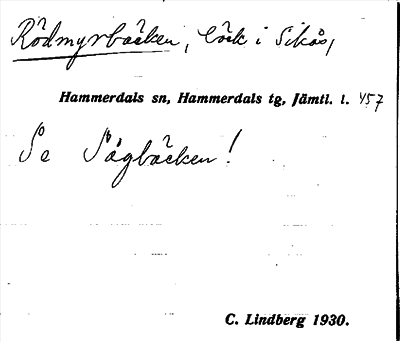 Rödmyrbäcken, bäck i Sikås,
Hammerdals sn, Hammerdals tg, Jämtl. l. 457
Se Sågbäcken!
C. Lindberg 1930.